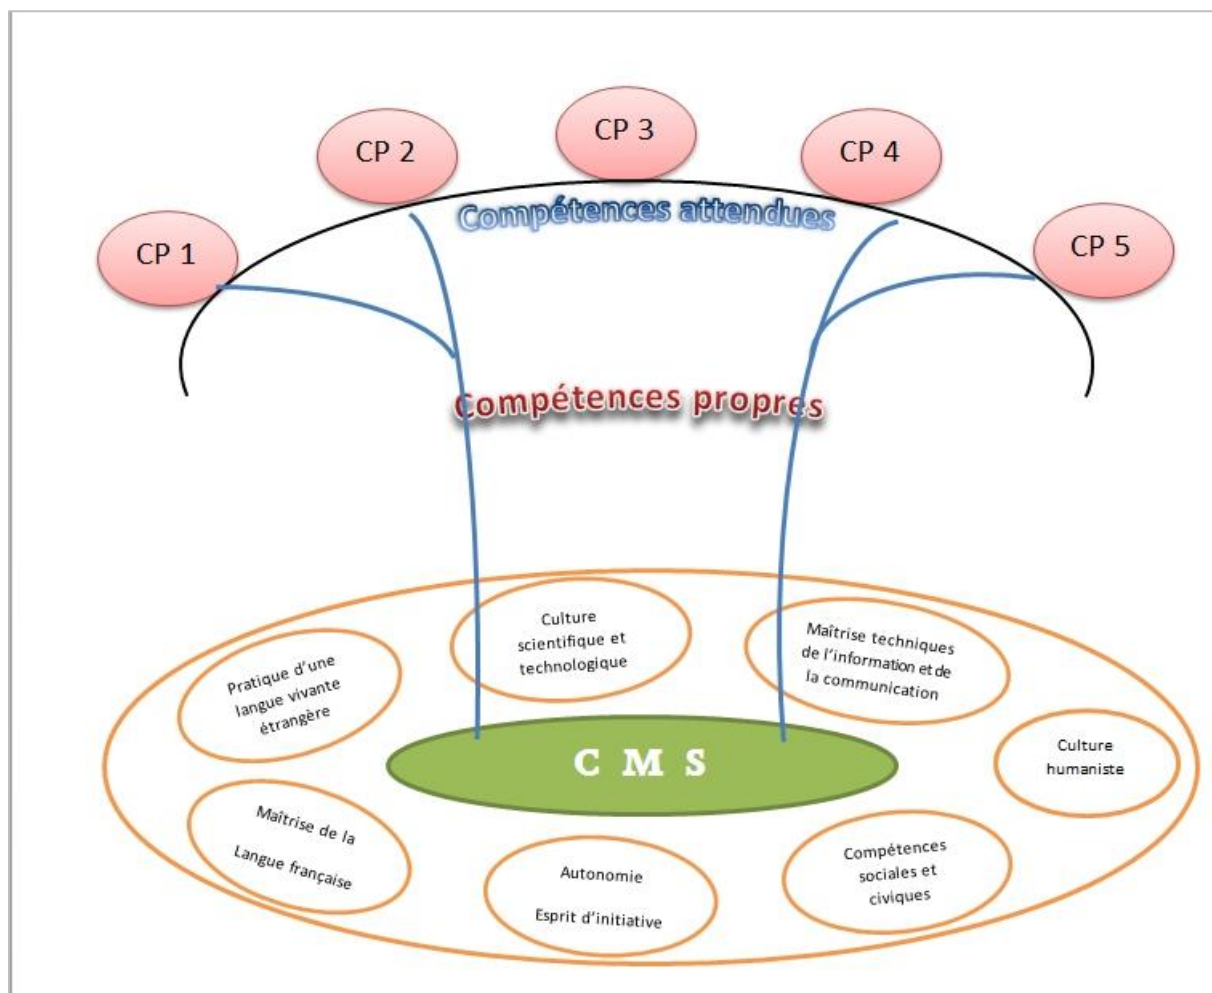 CP 1
CP 2
CP 3
CP 4
CP 5
Compétences attendues
Compétences propres
Culture
scientifique et
technologique
Maîtrise techniques
de l'information et de
la communication
Pratique d'une
langue vivante
étrangère
C M S
Culture
humaniste
Maîtrise de la
Langue française
Autonomie
Esprit d'initiative
Compétences
sociales et
civiques